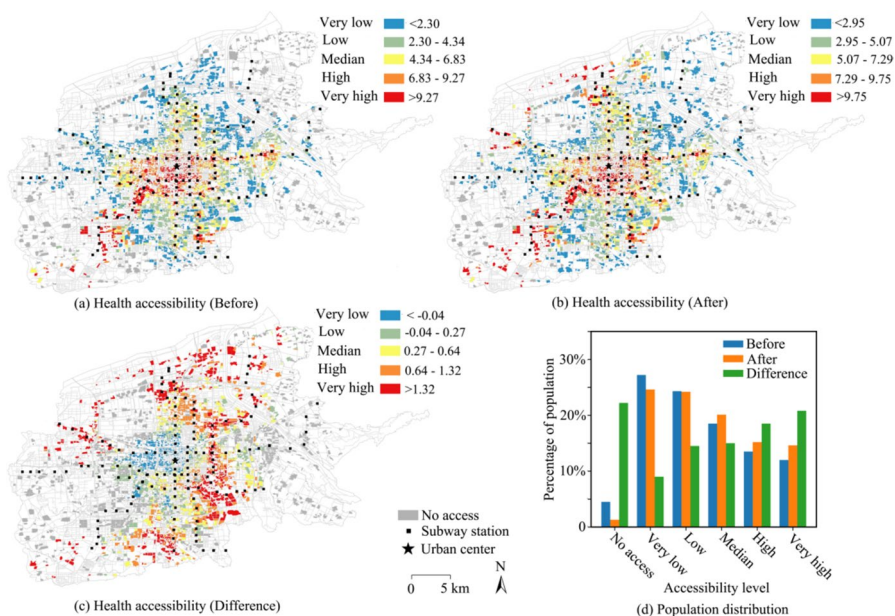 Very low <2.30
Low 2.30 - 4.34
Median 4.34 - 6.83
High 6.83 - 9.27
Very high >9.27
(a) Health accessibility (Before)
Very low <2.95
Low 2.95 - 5.07
Median 5.07 - 7.29
High 7.29 - 9.75
Very high >9.75
(b) Health accessibility (After)
Very low < -0.04
Low -0.04 - 0.27
Median 0.27 - 0.64
High 0.64 - 1.32
Very high >1.32
No access
Subway station
Urban center
0 5 km
N
(c) Health accessibility (Difference)
Percentage of population
30%
20%
10%
0
Before
After
Difference
No access
Very low
Low
Median
High
Very high
Accessibility level
(d) Population distribution